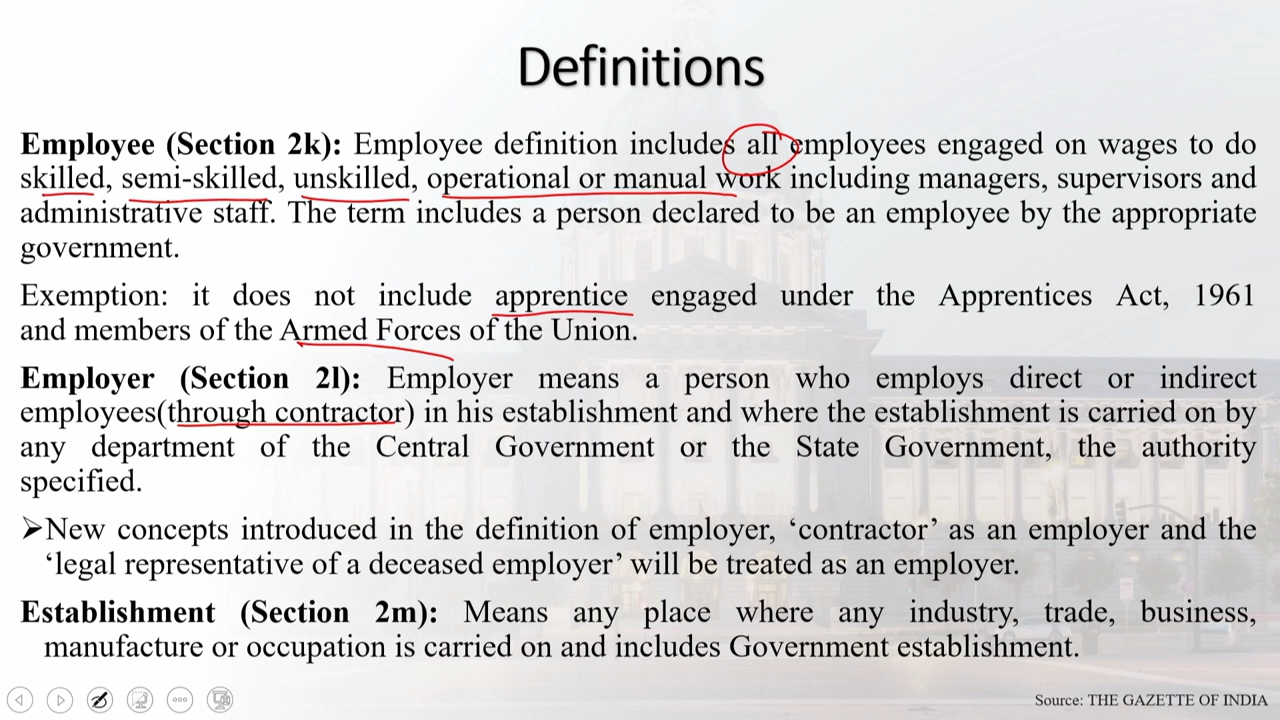 Definitions
Employee (Section 2k): Employee definition includes all employees engaged on wages to do
skilled, semi-skilled, unskilled, operational or manual work including managers, supervisors and
administrative staff. The term includes a person declared to be an employee by the appropriate
government.
Exemption: it does not include apprentice engaged under the Apprentices Act, 1961
and members of the Armed Forces of the Union.
Employer (Section 2l): Employer means a person who employs direct or indirect
employees(through contractor) in his establishment and where the establishment is carried on by
any department of the Central Government or the State Government, the authority
specified.
➢New concepts introduced in the definition of employer, ‘contractor’ as an employer and the
‘legal representative of a deceased employer’ will be treated as an employer.
Establishment (Section 2m): Means any place where any industry, trade, business,
manufacture or occupation is carried on and includes Government establishment.
Source: THE GAZETTE OF INDIA